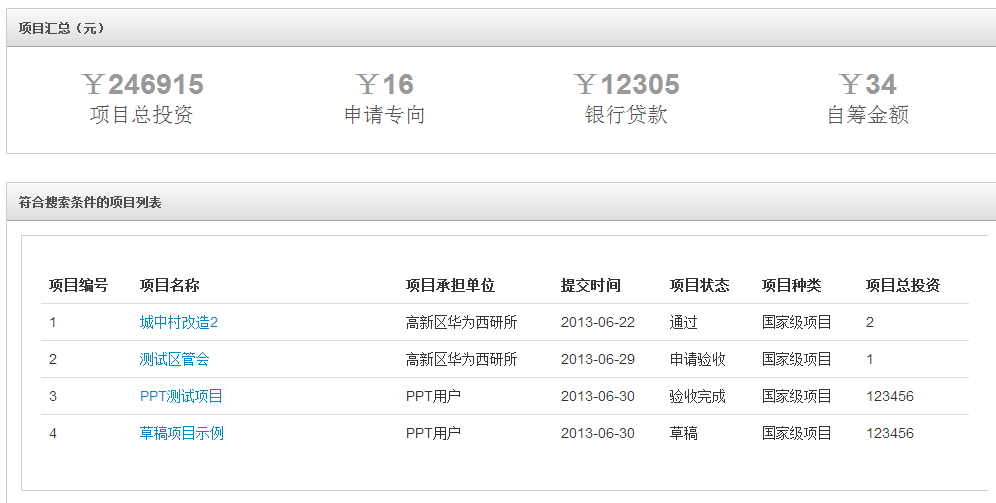 项目汇总（元）
￥246915 ￥16 ￥12305 ￥34
项目总投资 申请专向 银行贷款 自筹金额
符合搜索条件的项目列表
项目编号 项目名称 项目承担单位 提交时间 项目状态 项目种类 项目总投资
1 城中村改造2 高新区华为西研所 2013-06-22 通过 国家级项目 2
2 测试区管会 高新区华为西研所 2013-06-29 申请验收 国家级项目 1
3 PPT测试项目 PPT用户 2013-06-30 验收完成 国家级项目 123456
4 草稿项目示例 PPT用户 2013-06-30 草稿 国家级项目 123456